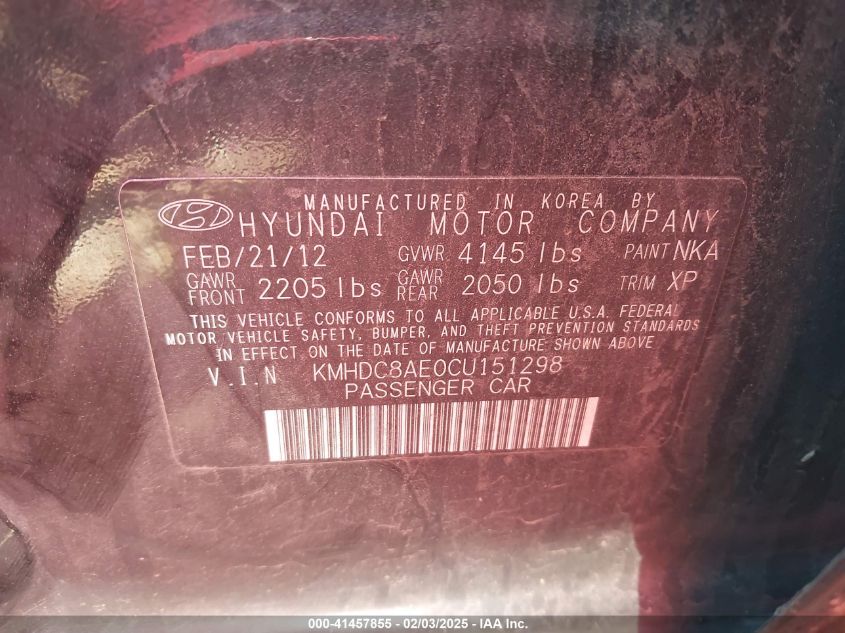 MANUFACTURED IN KOREA BY
HYUNDAI MOTOR COMPANY
FEB/21/12 GVWR 4145 lbs PAINT NKA
GAWR FRONT 2205 lbs GAWR REAR 2050 lbs TRIM XP
THIS VEHICLE CONFORMS TO ALL APPLICABLE U.S.A. FEDERAL
MOTOR VEHICLE SAFETY, BUMPER, AND THEFT PREVENTION STANDARDS
IN EFFECT ON THE DATE OF MANUFACTURE SHOWN ABOVE
V.I.N KMHDC8AE0CU151298
PASSENGER CAR
000-41457855 - 02/03/2025 - © IAA Inc.